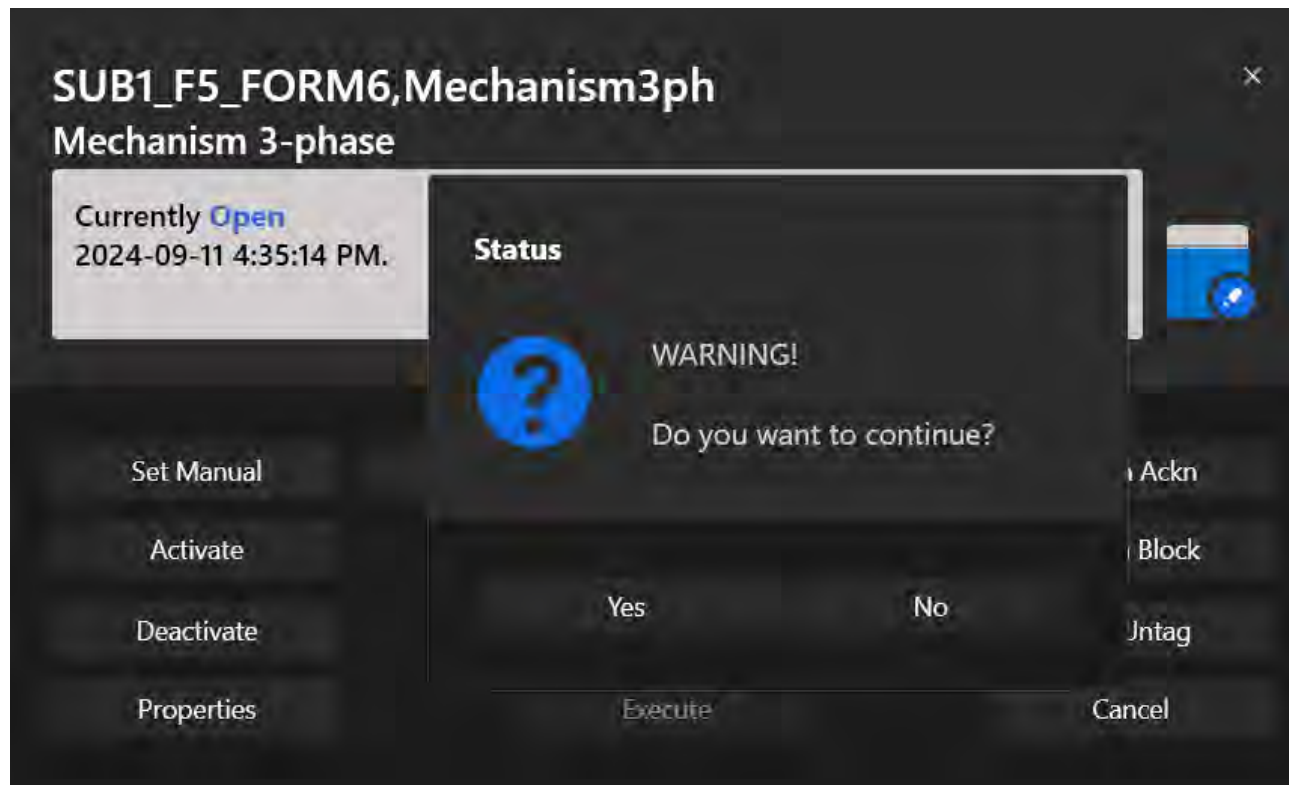 SUB1_F5_FORM6,Mechanism3ph
Mechanism 3-phase
Currently Open
2024-09-11 4:35:14 PM.
Status
WARNING!
Do you want to continue?
Set Manual
Ackn
Activate
Block
Yes
No
Deactivate
Untag
Properties
Execute
Cancel